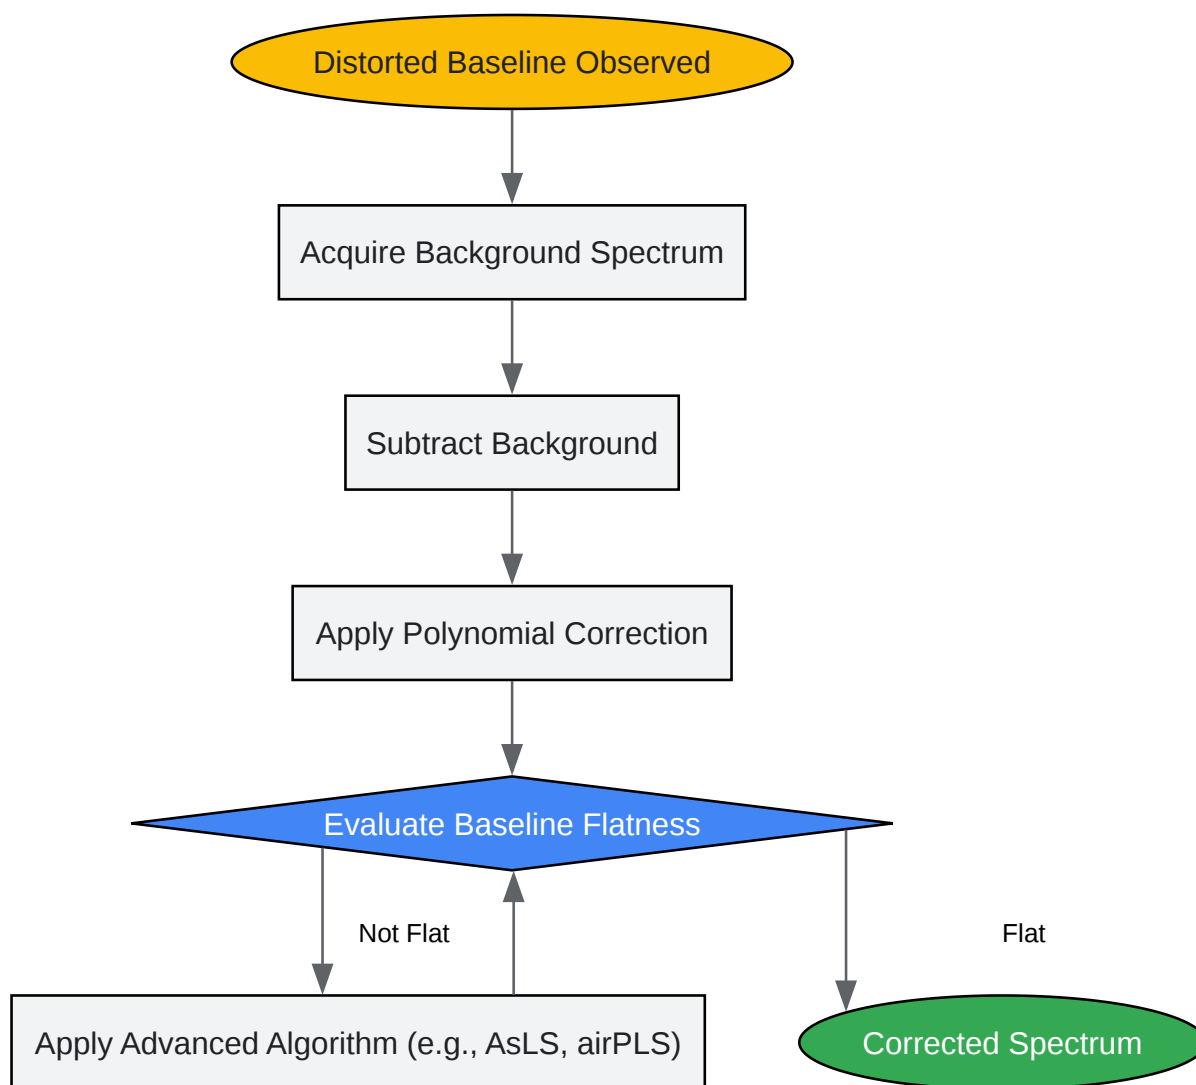 Distorted Baseline Observed
Acquire Background Spectrum
Subtract Background
Apply Polynomial Correction
Evaluate Baseline Flatness
Not Flat
Flat
Apply Advanced Algorithm (e.g., AsLS, airPLS)
Corrected Spectrum